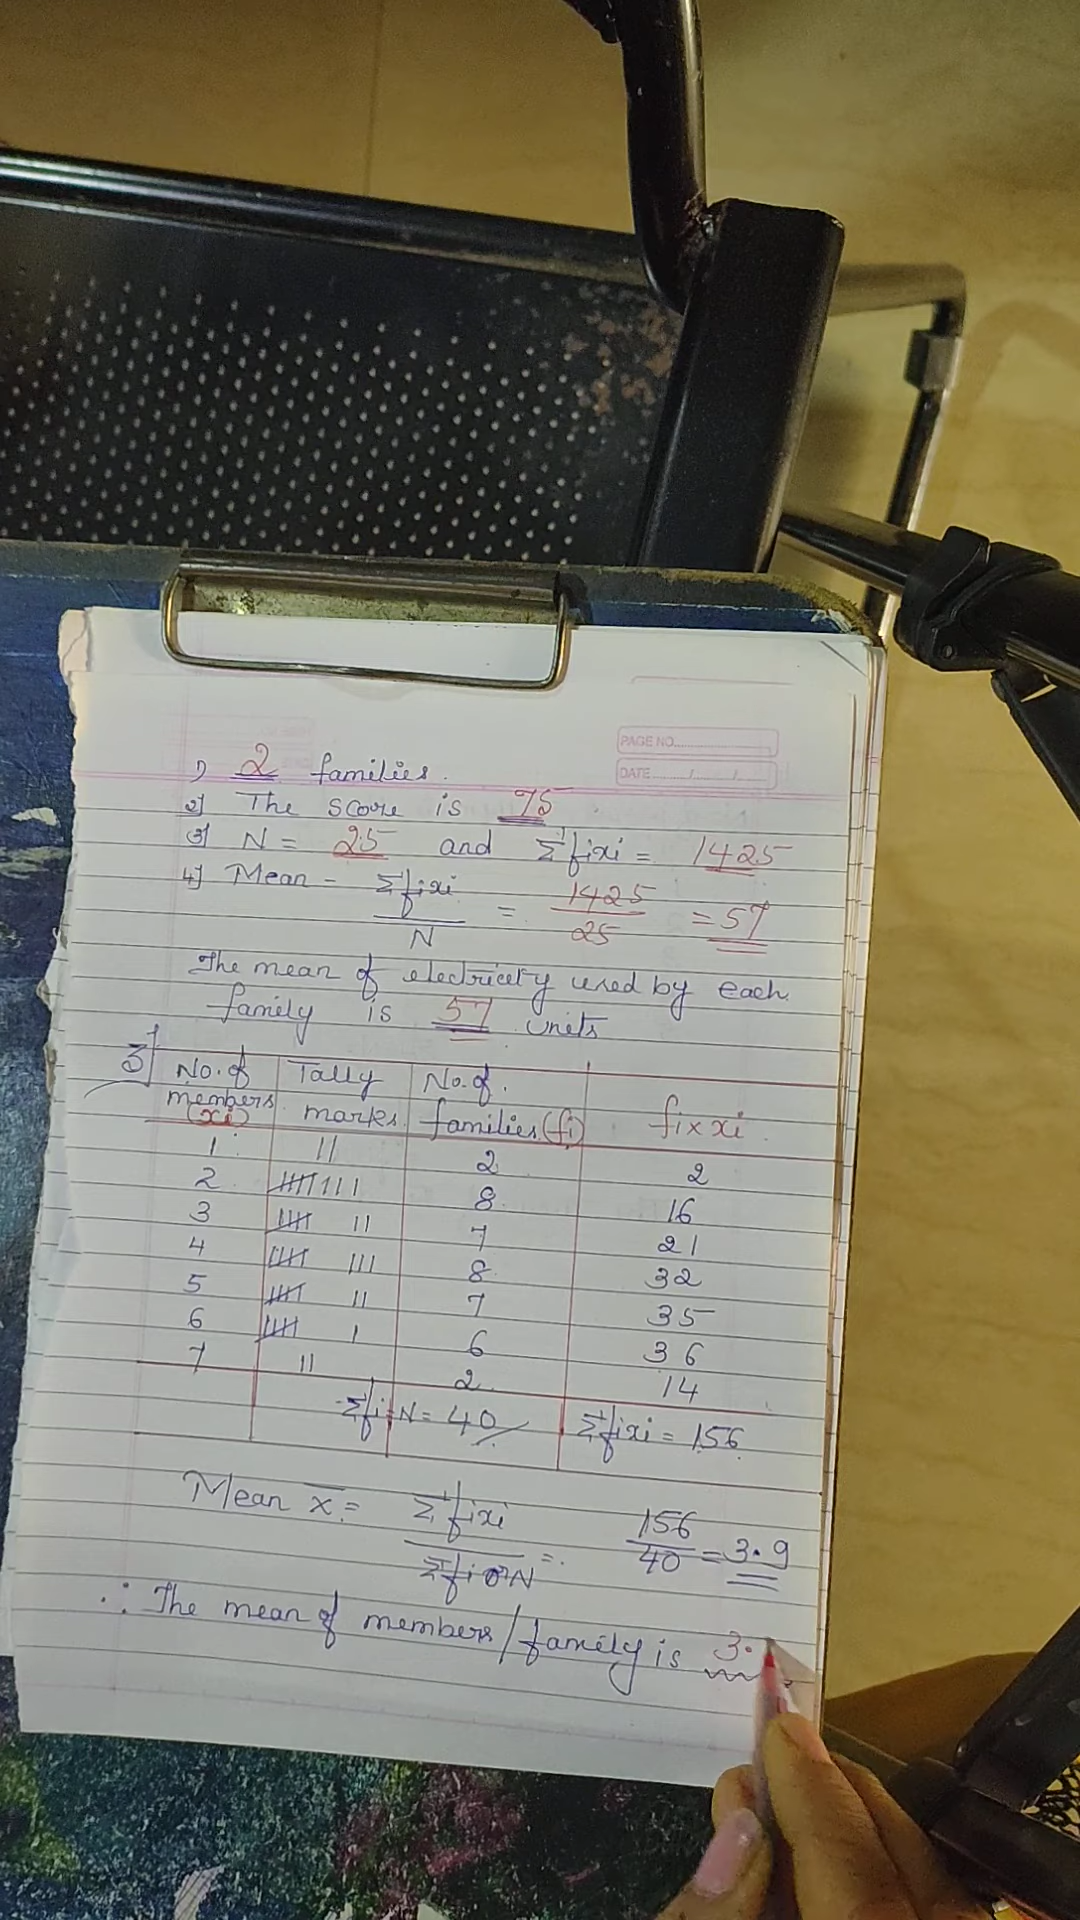 PAGE NO.
DATE / /
1) 2 families.
2] The score is 75
3] N = 25 and Σfixi = 1425
4] Mean = Σfixi / N = 1425 / 25 = 57
The mean of electricity used by each
family is 57 units
3] No. of members (xi) Tally marks No. of families (fi) fi x xi
1 || 2 2
2 |||| ||| 8 16
3 |||| || 7 21
4 |||| ||| 8 32
5 |||| || 7 35
6 |||| | 6 36
7 || 2 14
Σfi = N = 40 Σfixi = 156
Mean x̄ = Σfixi / Σfi or N = 156 / 40 = 3.9
∴ The mean of members/family is 3.